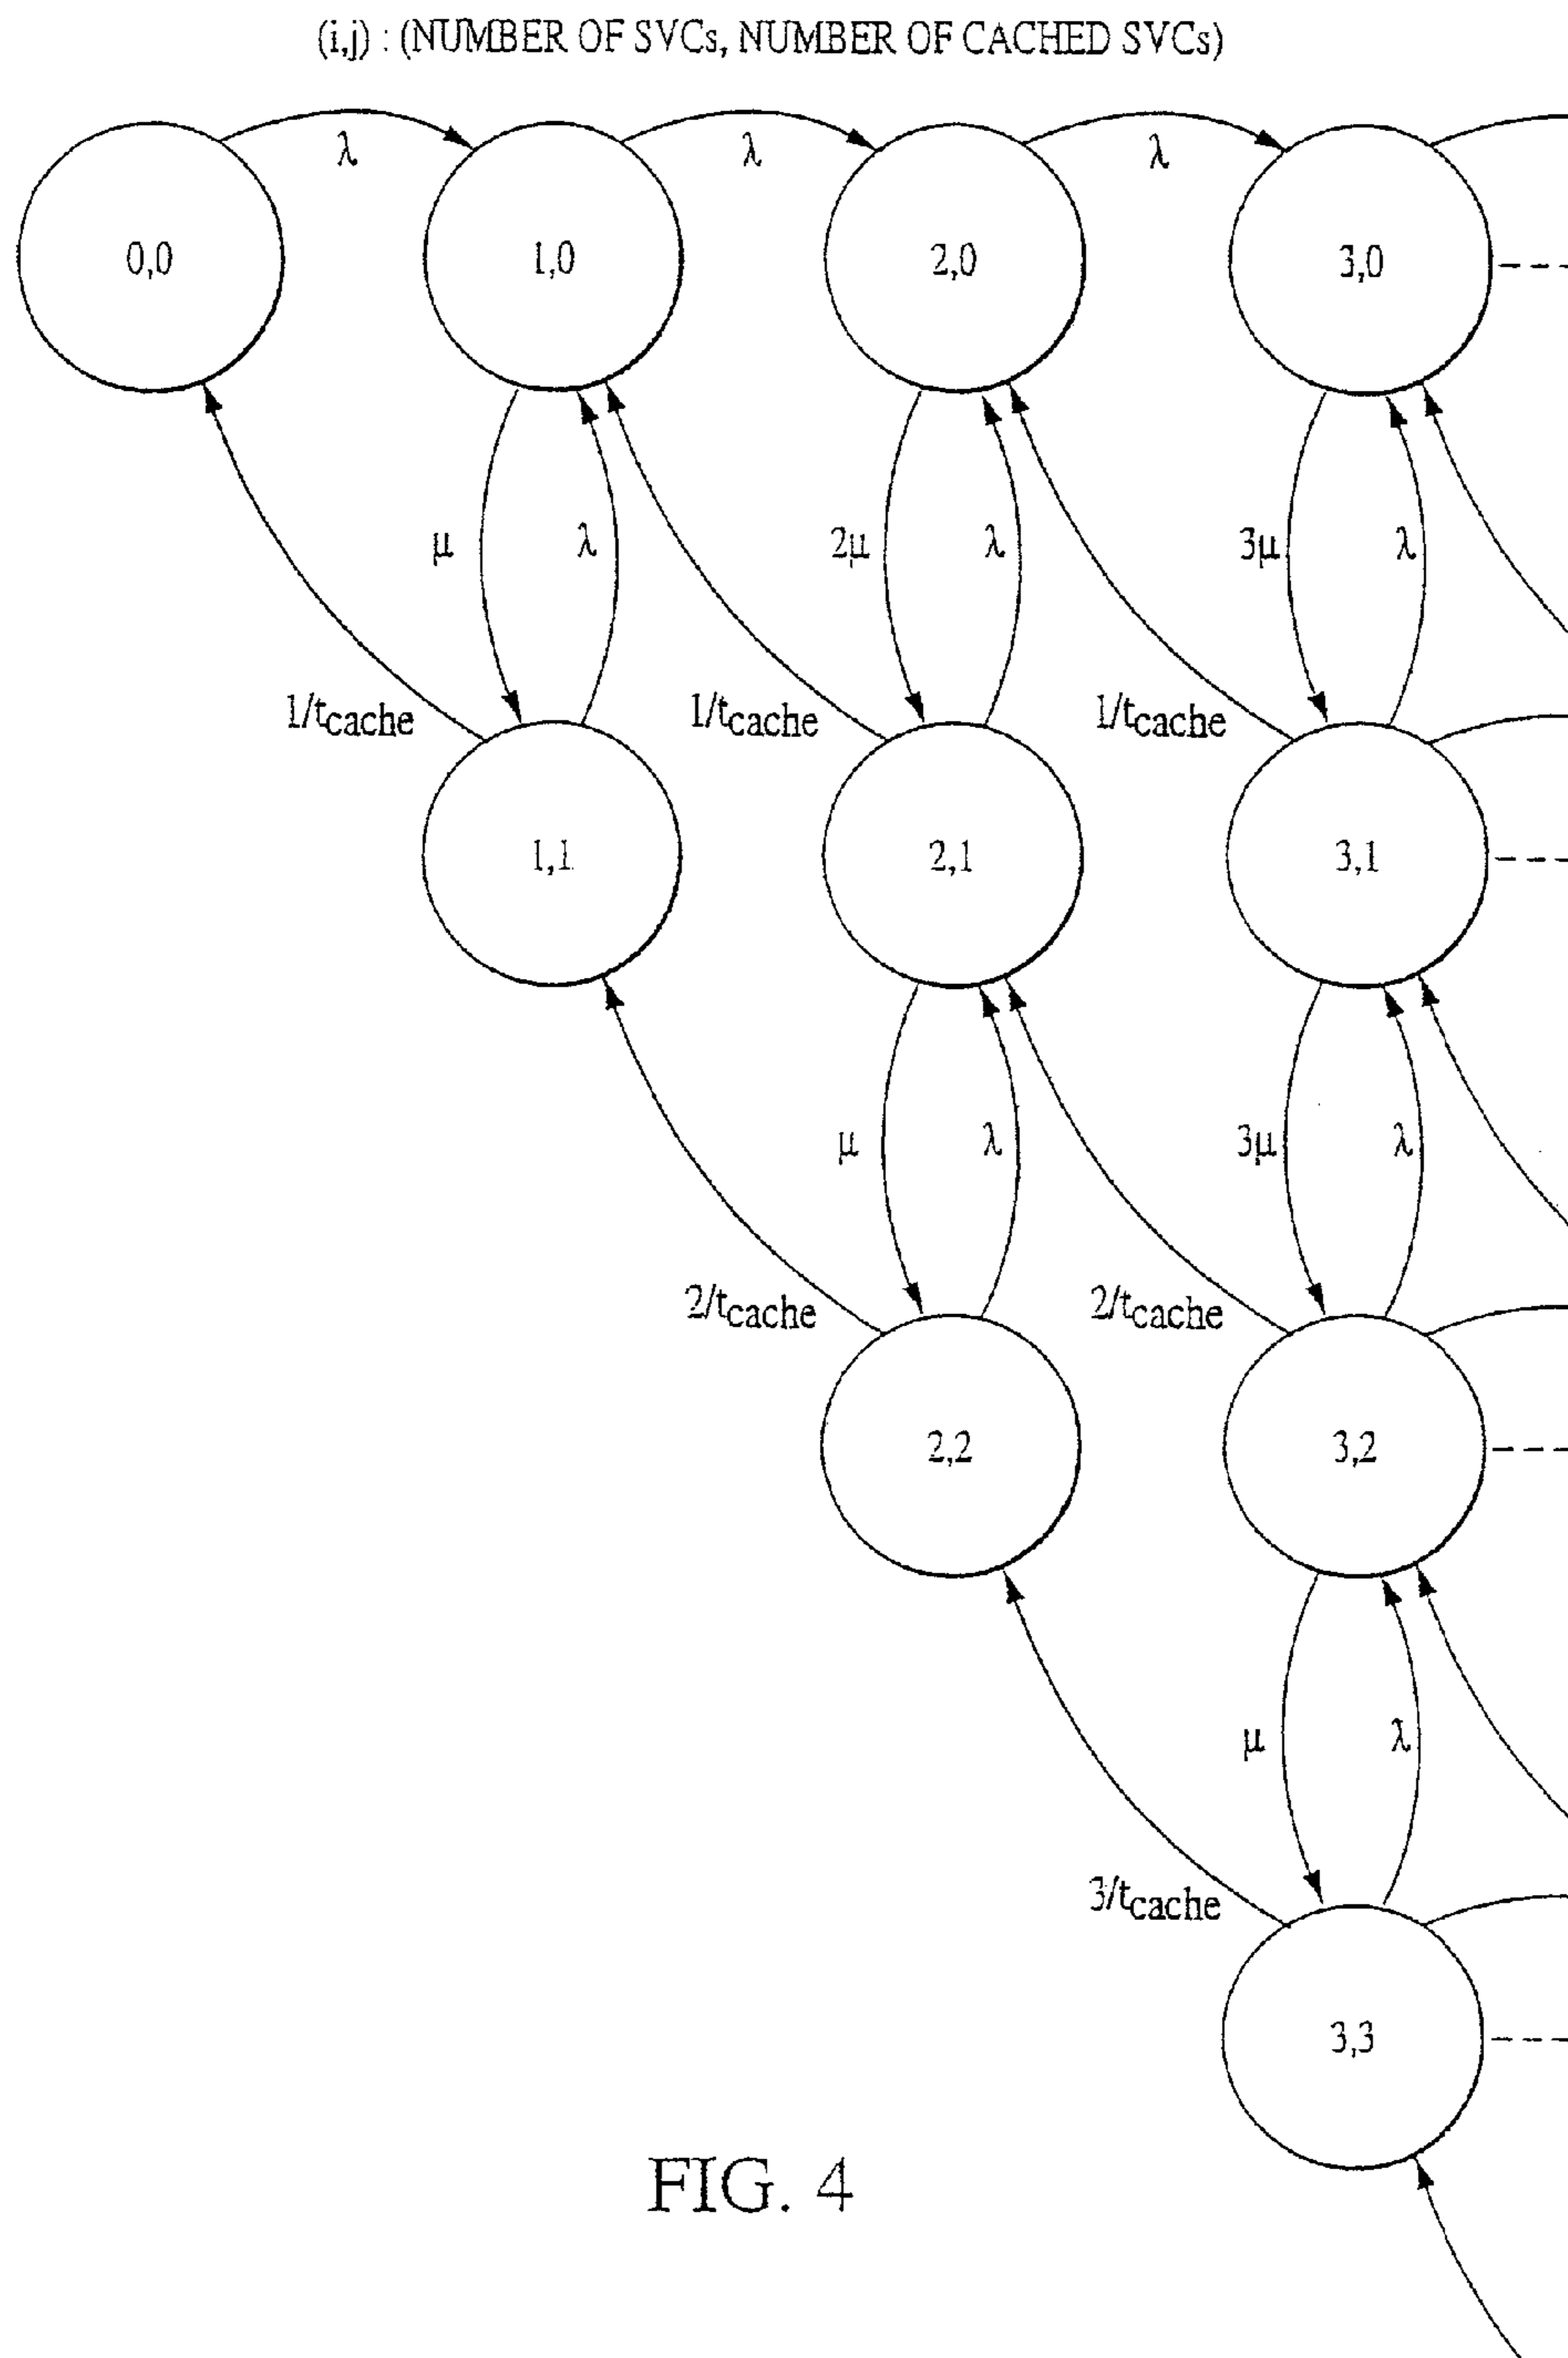 (i,j) : (NUMBER OF SVCs, NUMBER OF CACHED SVCs)
λ λ λ
0,0 1,0 2,0 3,0
μ λ 2μ λ 3μ λ
1/tcache 1/tcache 1/tcache
1,1 2,1 3,1
μ λ 3μ λ
2/tcache 2/tcache
2,2 3,2
μ λ
3/tcache
3,3
FIG. 4